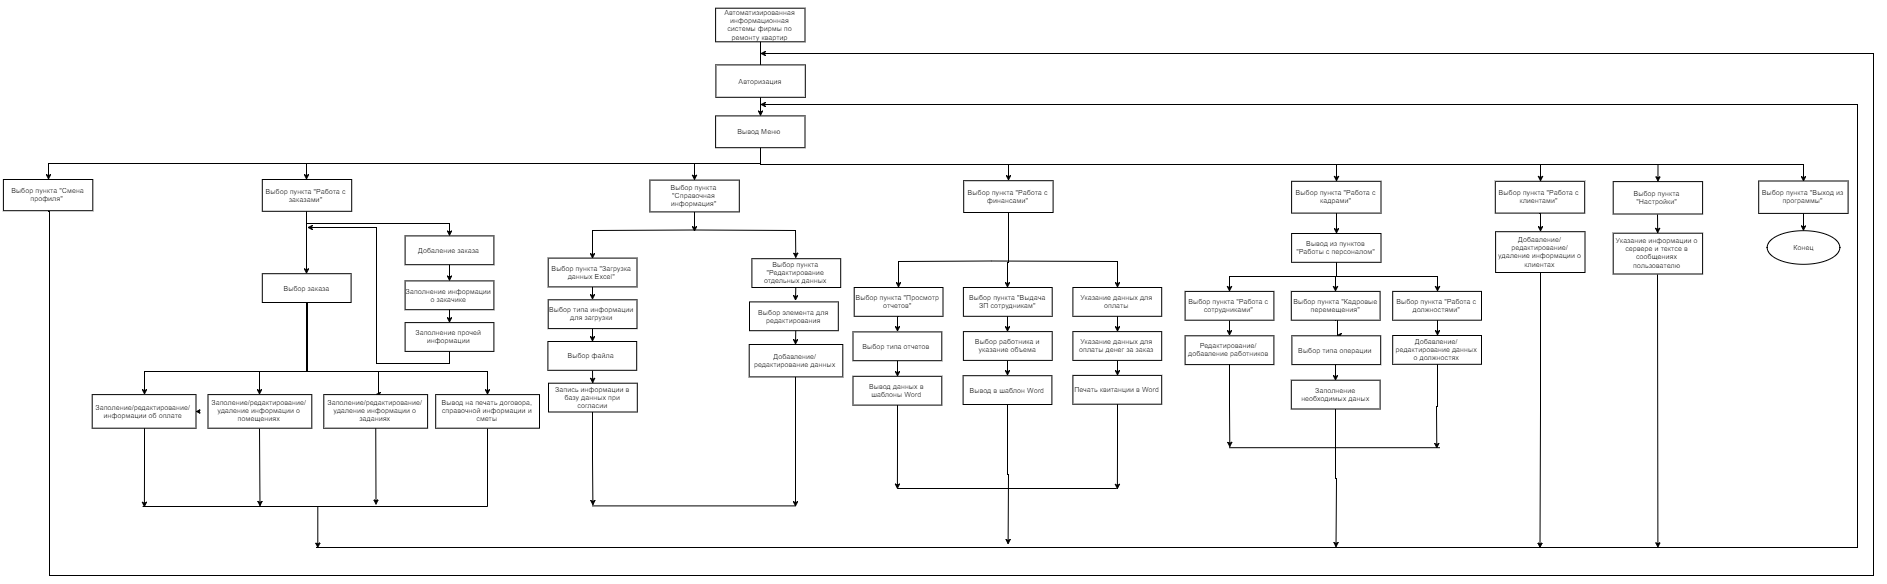 Автоматизированная
информационная
системы фирмы по
ремонту квартир
Авторизация
Вывод Меню
Выбор пункта "Смена
профиля"
Выбор пункта "Работа с
заказами"
Выбор пункта
"Справочная
информация"
Выбор пункта "Работа с
финансами"
Выбор пункта "Работа с
кадрами"
Выбор пункта "Работа с
клиентами"
Выбор пункта
"Настройки"
Выбор пункта "Выход из
программы"
Добаление заказа
Заполнение информации
о закачике
Заполнение прочей
информации
Выбор заказа
Заполение/редактирование/
информации об оплате
Заполение/редактирование/
удаление информации о
помещениях
Заполение/редактирование/
удаление информации о
заданиях
Вывод на печать договора,
справочной информации и
сметы
Выбор пункта "Загрузка
данных Excel"
Выбор типа информации
для загрузки
Выбор файла
Запись информации в
базу данных при
согласии
Выбор пункта
"Редактирование
отдельных данных
Выбор элемента для
редактирования
Добавление/
редактирование данных
Выбор пункта "Просмотр
отчетов"
Выбор типа отчетов
Вывод данных в
шаблоны Word
Выбор пункта "Выдача
ЗП сотрудникам"
Выбор работника и
указание объема
Вывод в шаблон Word
Указание данных для
оплаты
Указание данных для
оплаты денег за заказ
Печать квитанции в Word
Вывод из пунктов
"Работы с персоналом"
Выбор пункта "Работа с
сотрудниками"
Редактирование/
добавление работников
Выбор пункта "Кадровые
перемещения"
Выбор типа операции
Заполнение
необходимых даных
Выбор пункта "Работа с
должностями"
Добавление/
редактирование данных
о должностях
Добавление/
редактирование/
удаление информации о
клиентах
Указание информации о
сервере и тексте в
сообщениях
пользователю
Конец